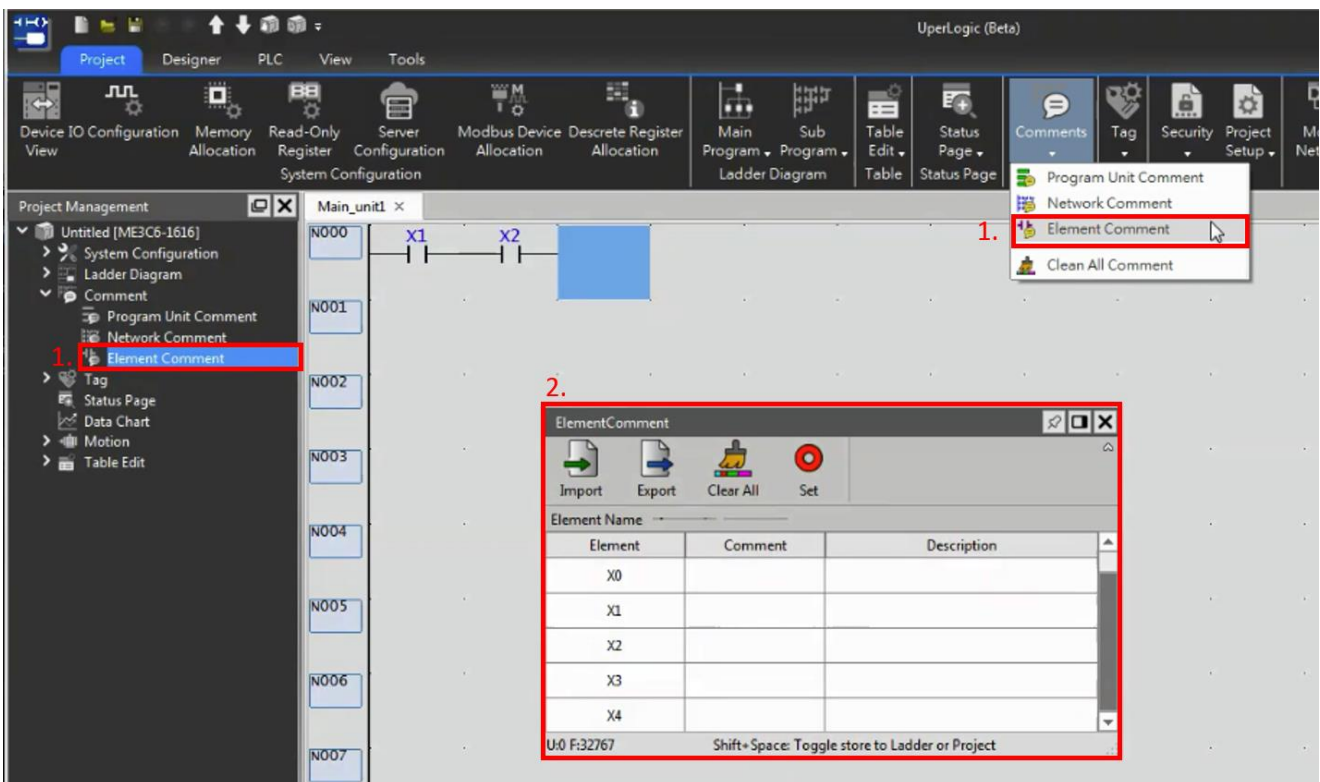 UperLogic (Beta)
Project Designer PLC View Tools
Device View
IO Configuration
Memory Allocation
Read-Only Register
Server Configuration
Modbus Device Allocation
Descrete Register Allocation
System Configuration
Main Program
Sub Program
Ladder Diagram
Table Edit
Table
Status Page
Status Page
Comments
Tag
Security
Project Setup
Program Unit Comment
Network Comment
1. Element Comment
Clean All Comment
Project Management
Untitled [ME3C6-1616]
System Configuration
Ladder Diagram
Comment
Program Unit Comment
Network Comment
1. Element Comment
Tag
Status Page
Data Chart
Motion
Table Edit
Main_unit1 ×
N000 X1 X2
N001
N002
N003
N004
N005
N006
N007
2.
ElementComment
Import Export Clear All Set
Element Name
Element Comment Description
X0
X1
X2
X3
X4
U:0 F:32767 Shift+Space: Toggle store to Ladder or Project